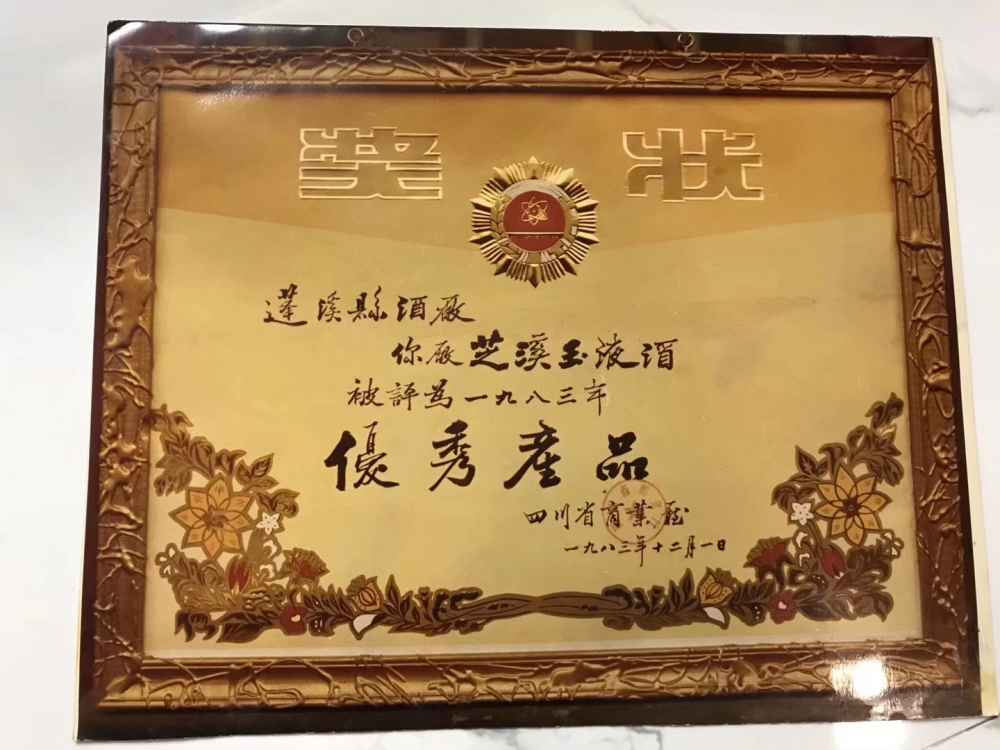 奖状
蓬溪縣酒厰
你厰芝溪玉液酒
被評為一九八三年
優秀產品
四川省商業廳
一九八三年十二月一日